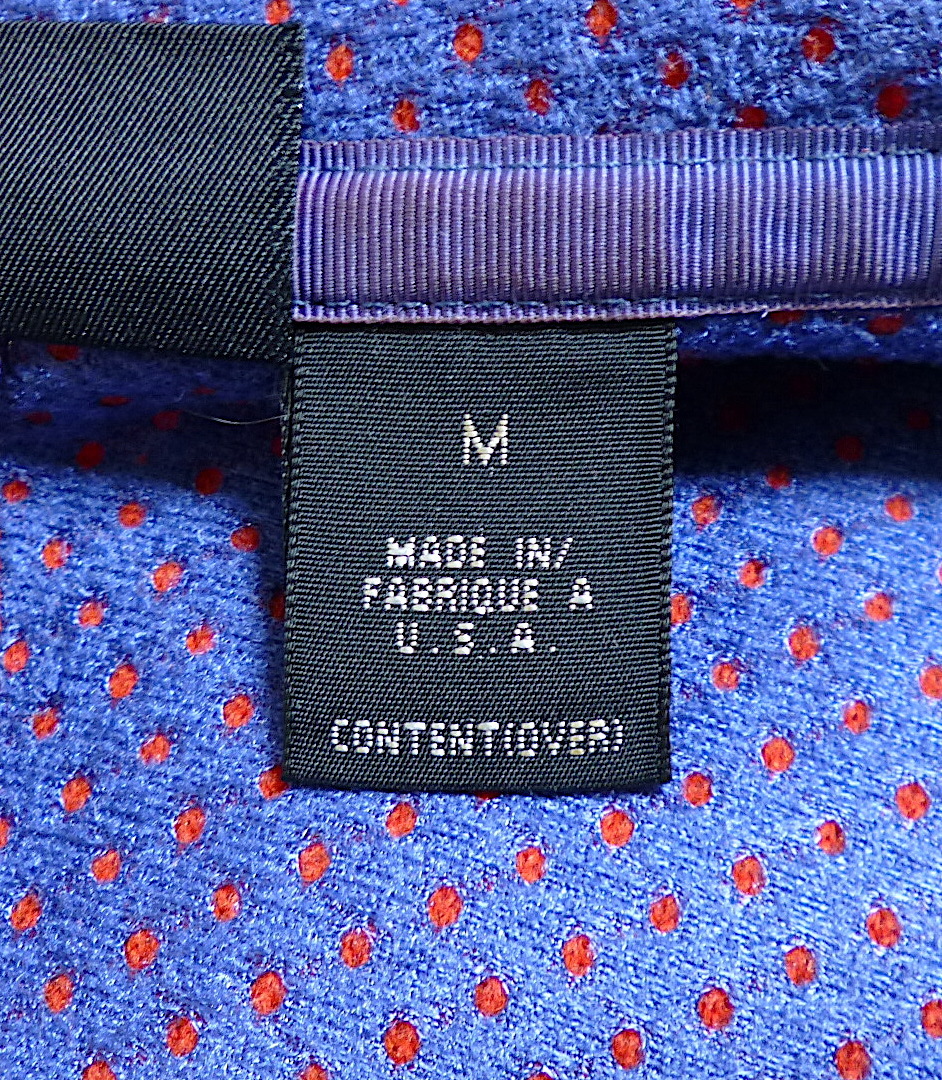 M
MADE IN/
FABRIQUE A
U.S.A.
CONTENT(OVER)